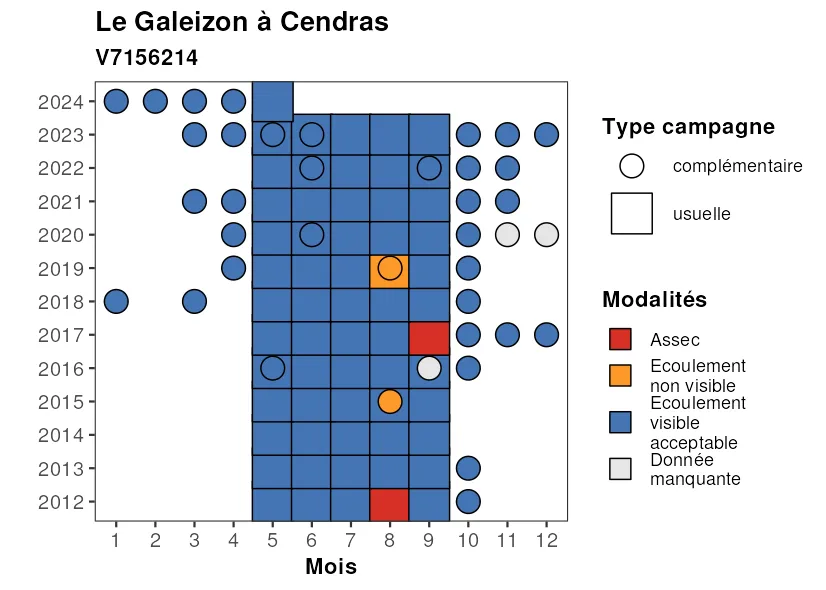 Le Galeizon à Cendras
V7156214
2024
2023
2022
2021
2020
2019
2018
2017
2016
2015
2014
2013
2012
1 2 3 4 5 6 7 8 9 10 11 12
Mois
Type campagne
complémentaire
usuelle
Modalités
Assec
Ecoulement
non visible
Ecoulement
visible
acceptable
Donnée
manquante